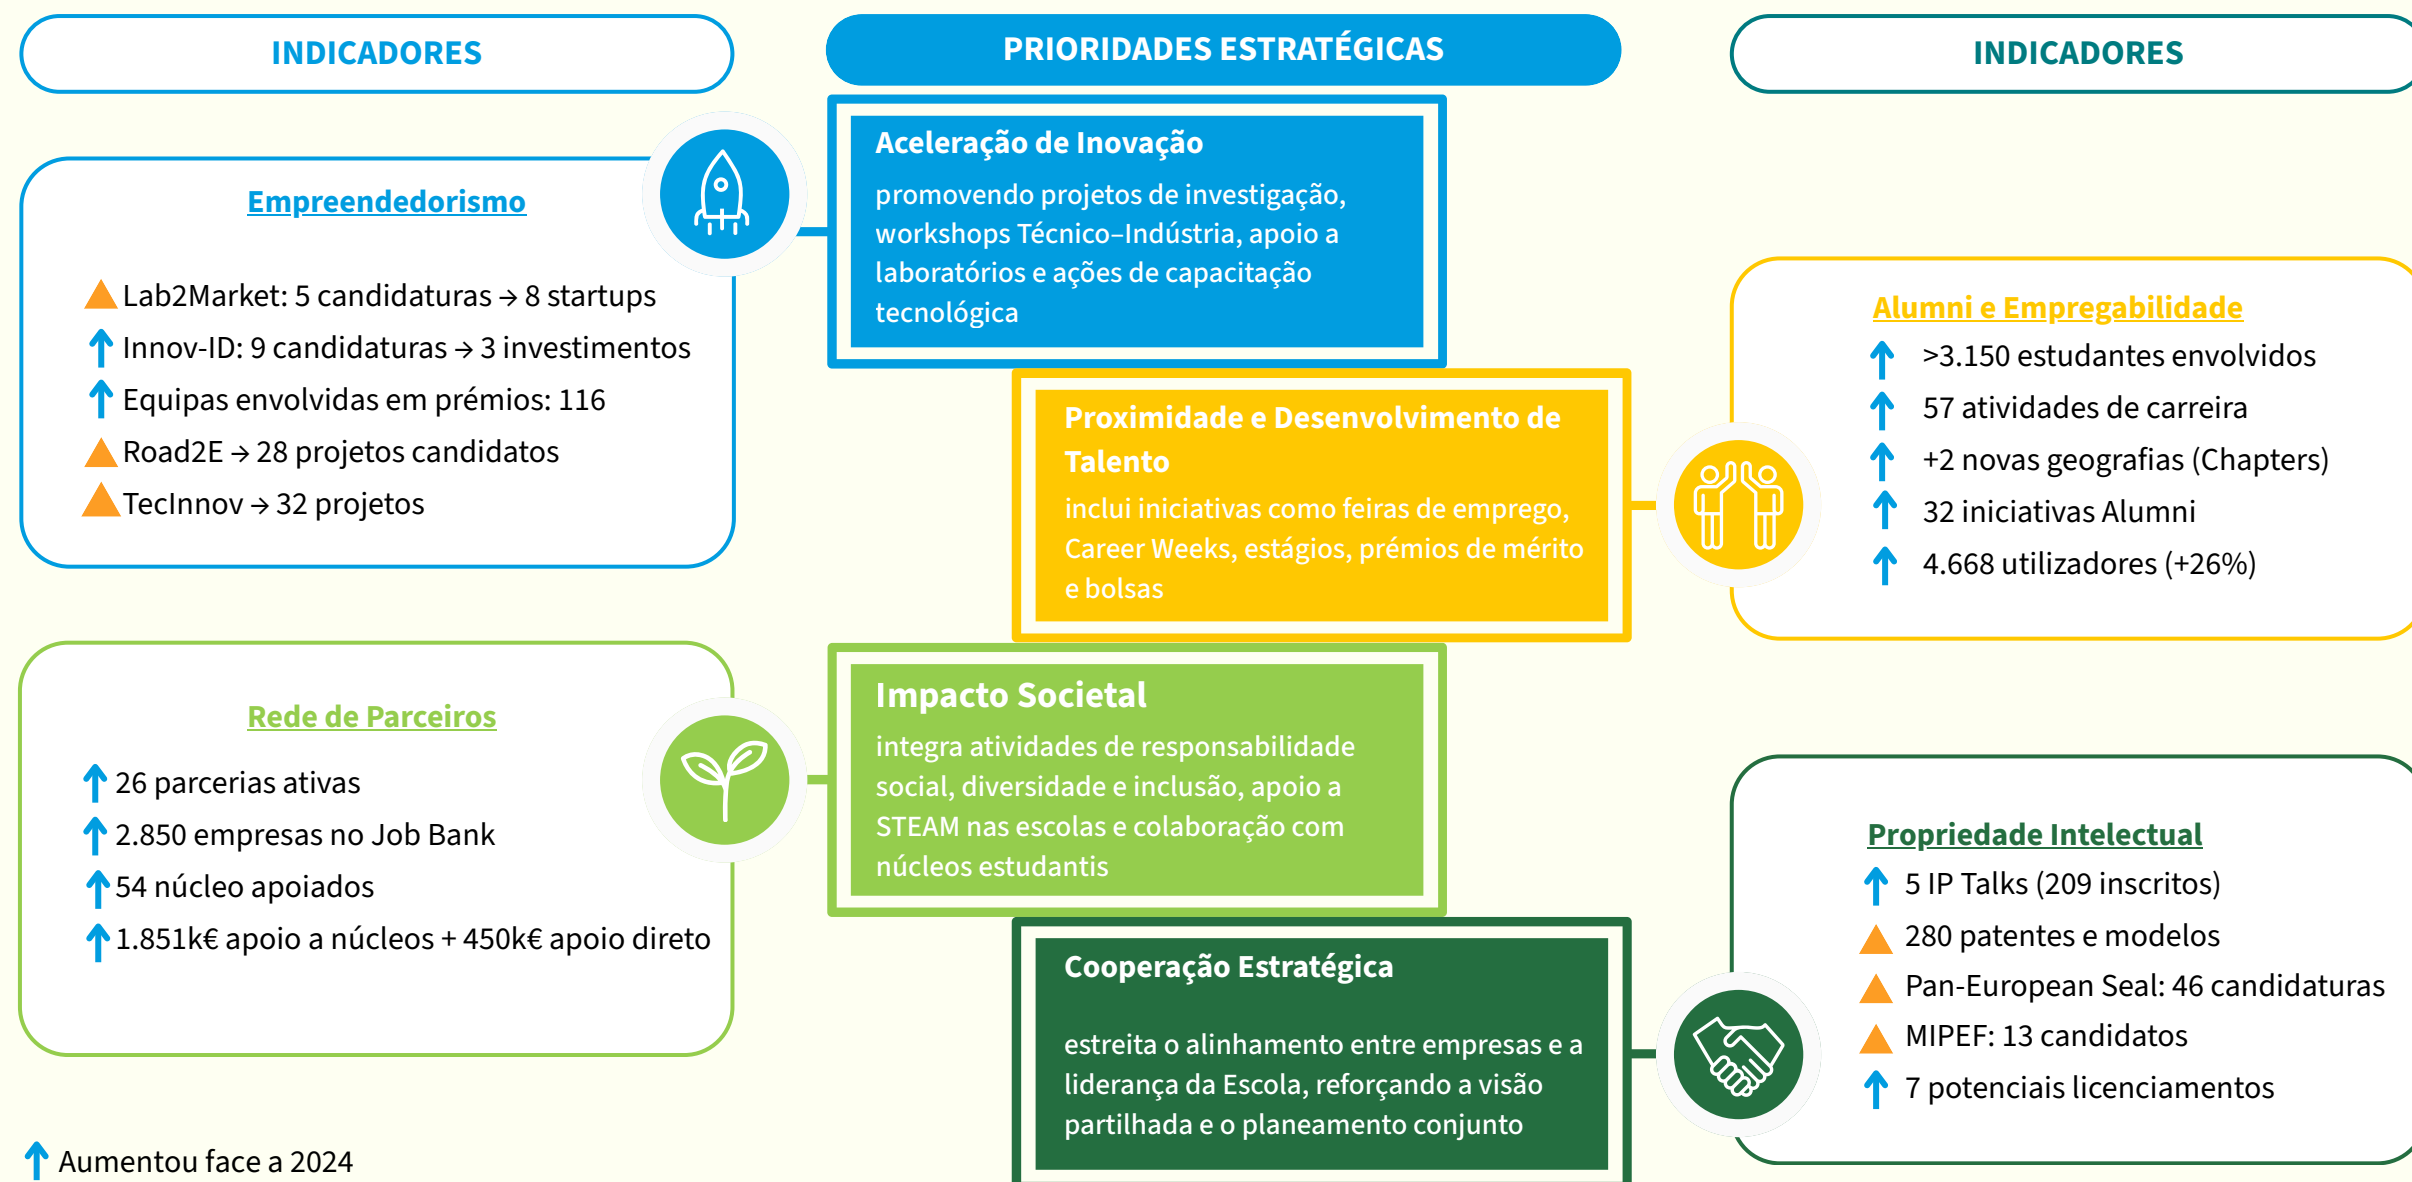 INDICADORES
PRIORIDADES ESTRATÉGICAS
INDICADORES
Empreendedorismo
Lab2Market: 5 candidaturas → 8 startups
Innov-ID: 9 candidaturas → 3 investimentos
Equipas envolvidas em prémios: 116
Road2E → 28 projetos candidatos
TecInnov → 32 projetos
Aceleração de Inovação
promovendo projetos de investigação,
workshops Técnico–Indústria, apoio a
laboratórios e ações de capacitação
tecnológica
Proximidade e Desenvolvimento de
Talento
inclui iniciativas como feiras de emprego,
Career Weeks, estágios, prémios de mérito
e bolsas
Alumni e Empregabilidade
>3.150 estudantes envolvidos
57 atividades de carreira
+2 novas geografias (Chapters)
32 iniciativas Alumni
4.668 utilizadores (+26%)
Rede de Parceiros
26 parcerias ativas
2.850 empresas no Job Bank
54 núcleo apoiados
1.851k€ apoio a núcleos + 450k€ apoio direto
Impacto Societal
integra atividades de responsabilidade
social, diversidade e inclusão, apoio a
STEAM nas escolas e colaboração com
núcleos estudantis
Cooperação Estratégica
estreita o alinhamento entre empresas e a
liderança da Escola, reforçando a visão
partilhada e o planeamento conjunto
Propriedade Intelectual
5 IP Talks (209 inscritos)
280 patentes e modelos
Pan-European Seal: 46 candidaturas
MIPEF: 13 candidatos
7 potenciais licenciamentos
Aumentou face a 2024